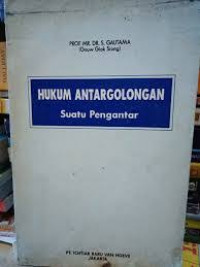 PROF. MR. DR. S. GAUTAMA
(Gouw Giok Siong)
HUKUM ANTARGOLONGAN
Suatu Pengantar
PT. ICHTIAR BARU VAN HOEVE
JAKARTA